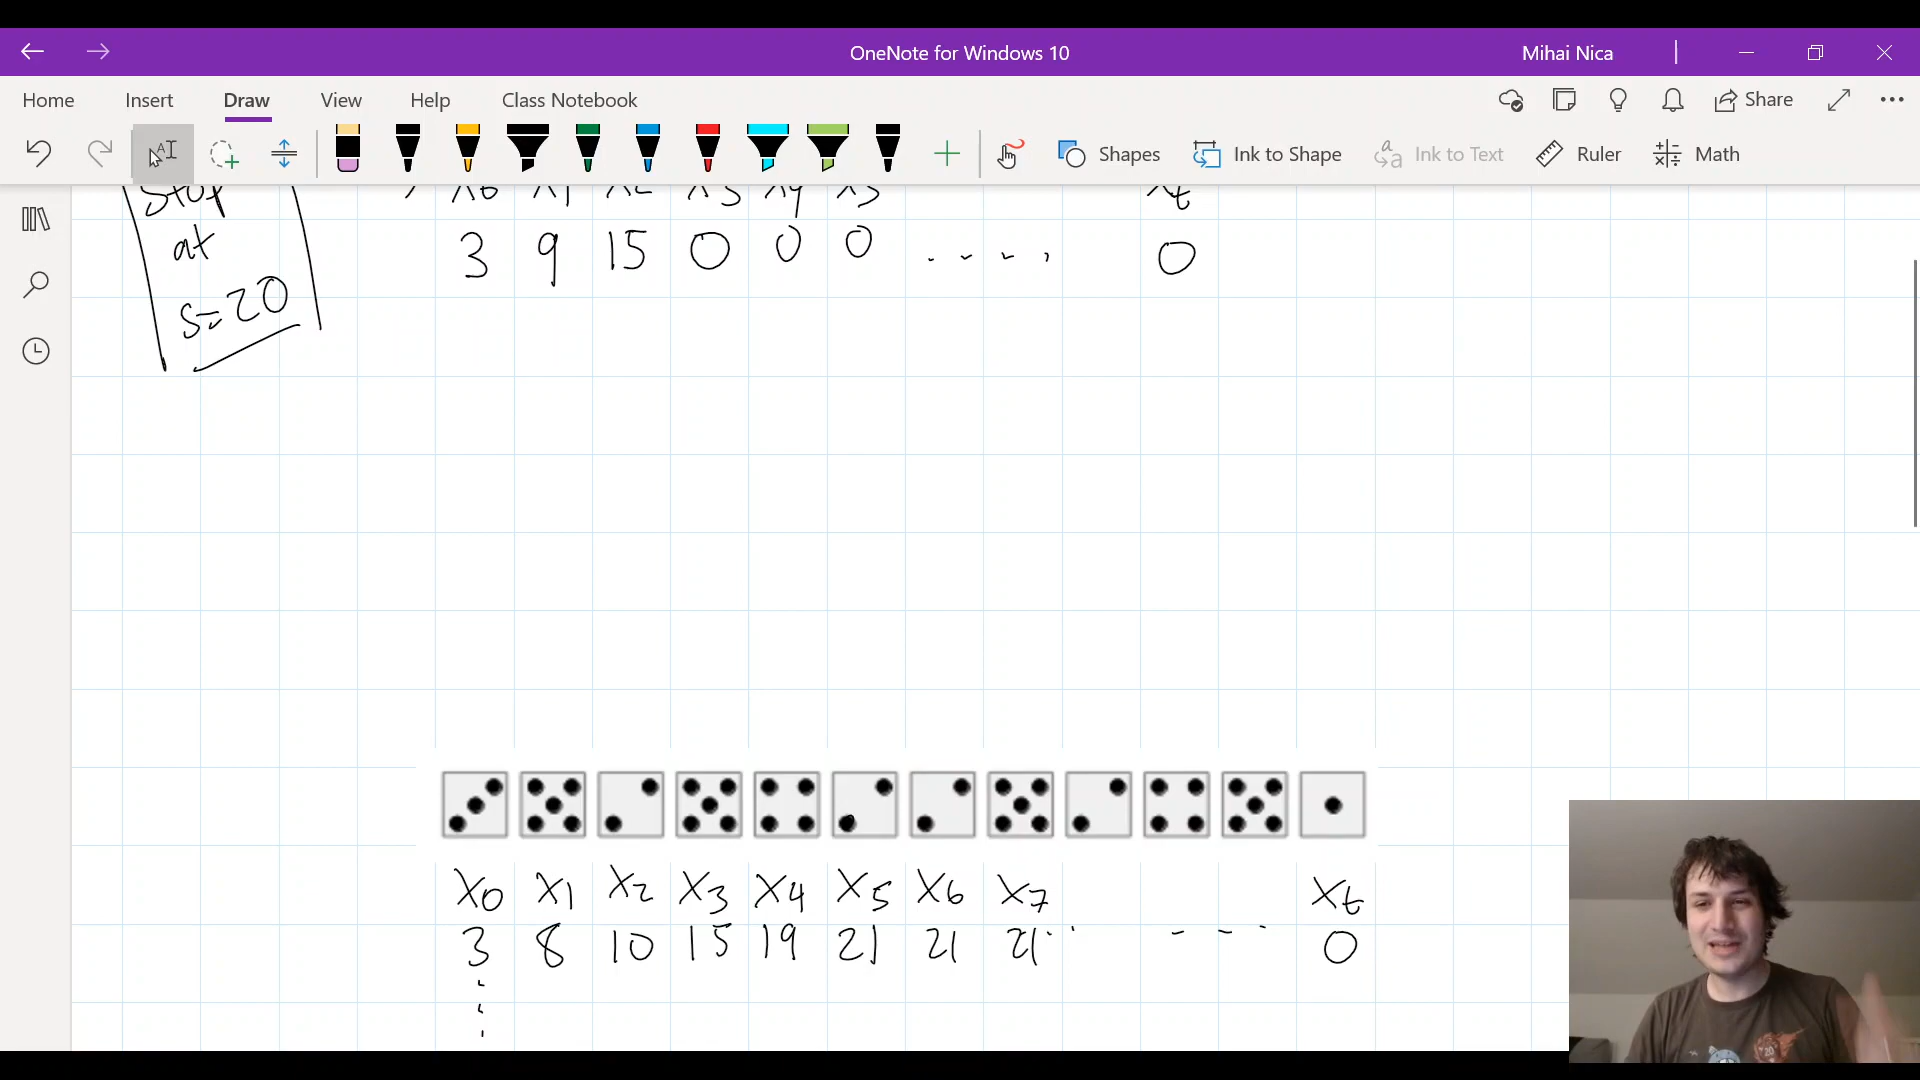 OneNote for Windows 10
Mihai Nica
Home Insert Draw View Help Class Notebook
Share
Shapes Ink to Shape Ink to Text Ruler Math
Stop X0 X1 X2 X3 X4 X5 Xt
at 3 9 15 0 0 0 .... 0
s=20
X0 X1 X2 X3 X4 X5 X6 X7 Xt
3 8 10 15 19 21 21 21.. --- 0